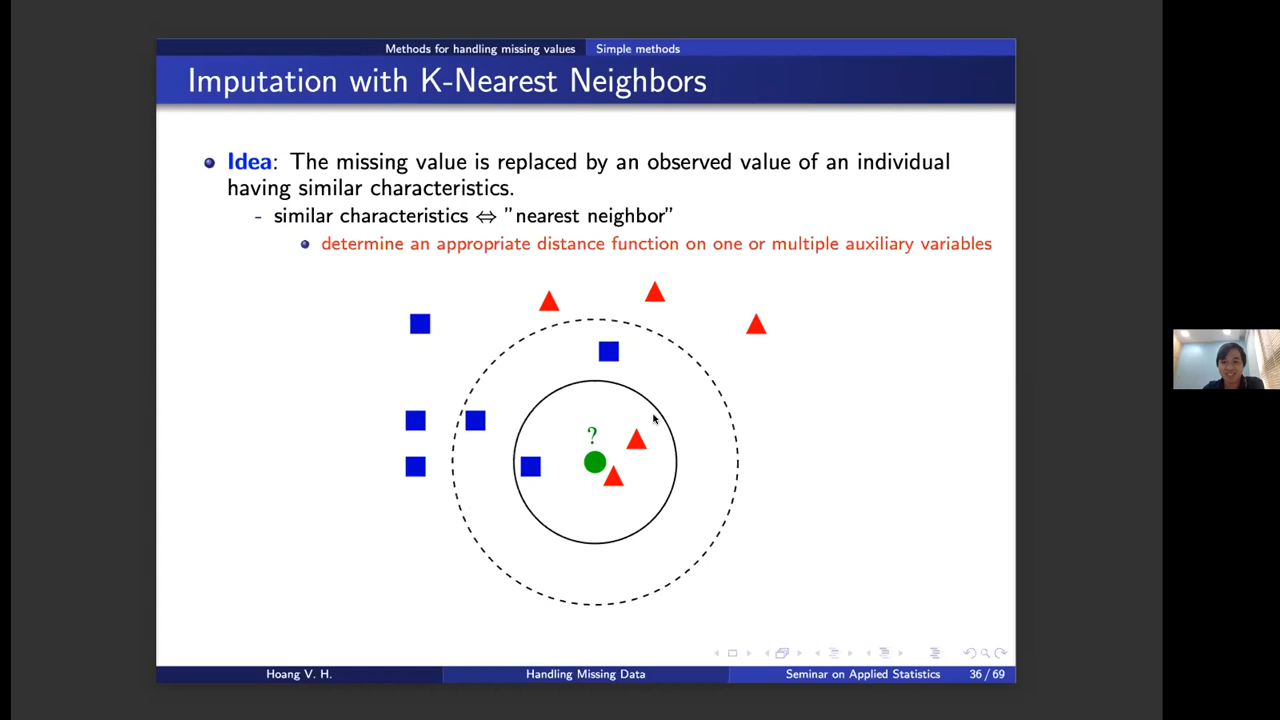 Methods for handling missing values Simple methods
Imputation with K-Nearest Neighbors
Idea: The missing value is replaced by an observed value of an individual
having similar characteristics.
- similar characteristics ⇔ ”nearest neighbor”
determine an appropriate distance function on one or multiple auxiliary variables
?
Hoang V. H. Handling Missing Data Seminar on Applied Statistics 36 / 69